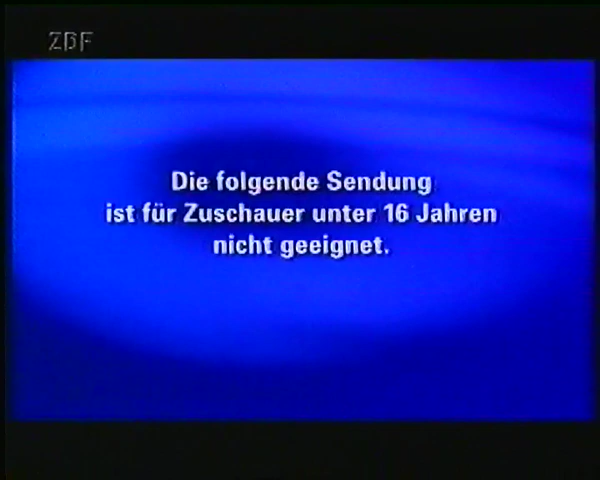 ZDF
Die folgende Sendung
ist für Zuschauer unter 16 Jahren
nicht geeignet.